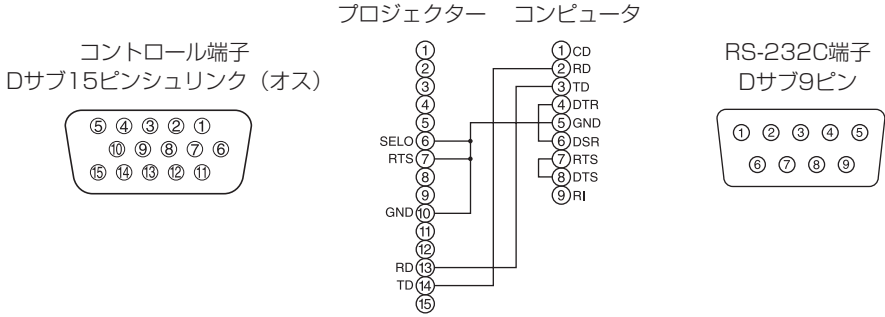 プロジェクター コンピュータ
コントロール端子
Dサブ15ピンシュリンク（オス）
⑤ ④ ③ ② ①
⑩ ⑨ ⑧ ⑦ ⑥
⑮ ⑭ ⑬ ⑫ ⑪
①
②
③
④
⑤
SELO⑥
RTS⑦
⑧
⑨
GND⑩
⑪
⑫
RD⑬
TD⑭
⑮
①CD
②RD
③TD
④DTR
⑤GND
⑥DSR
⑦RTS
⑧DTS
⑨RI
RS-232C端子
Dサブ9ピン
① ② ③ ④ ⑤
⑥ ⑦ ⑧ ⑨